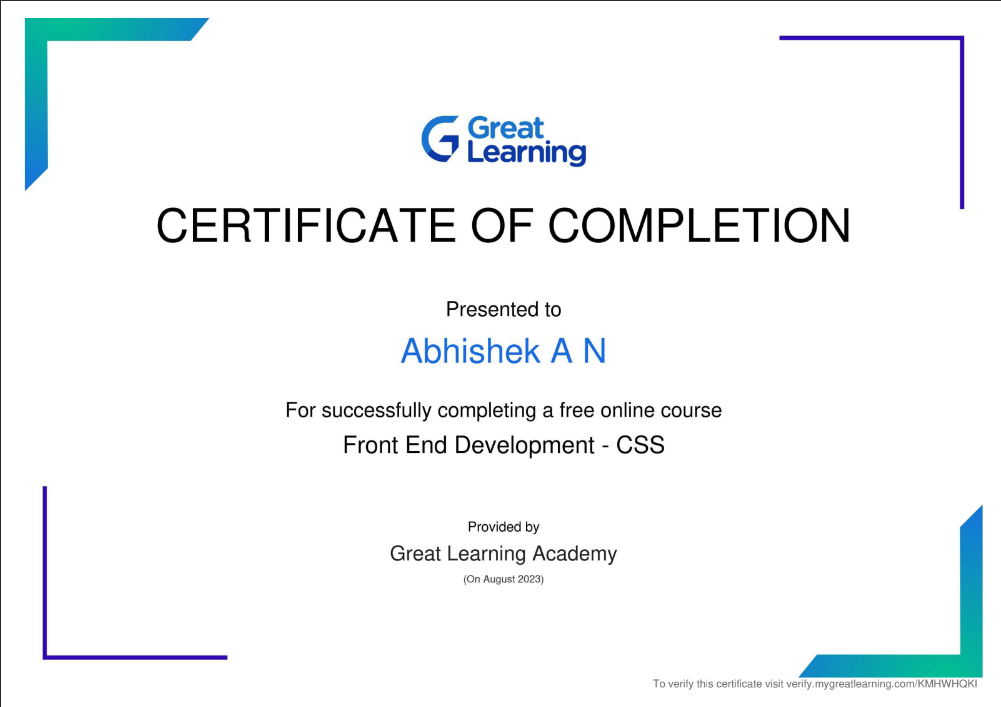 Great
Learning
CERTIFICATE OF COMPLETION
Presented to
Abhishek A N
For successfully completing a free online course
Front End Development - CSS
Provided by
Great Learning Academy
(On August 2023)
To verify this certificate visit verify.mygreatlearning.com/KMHWHQKI